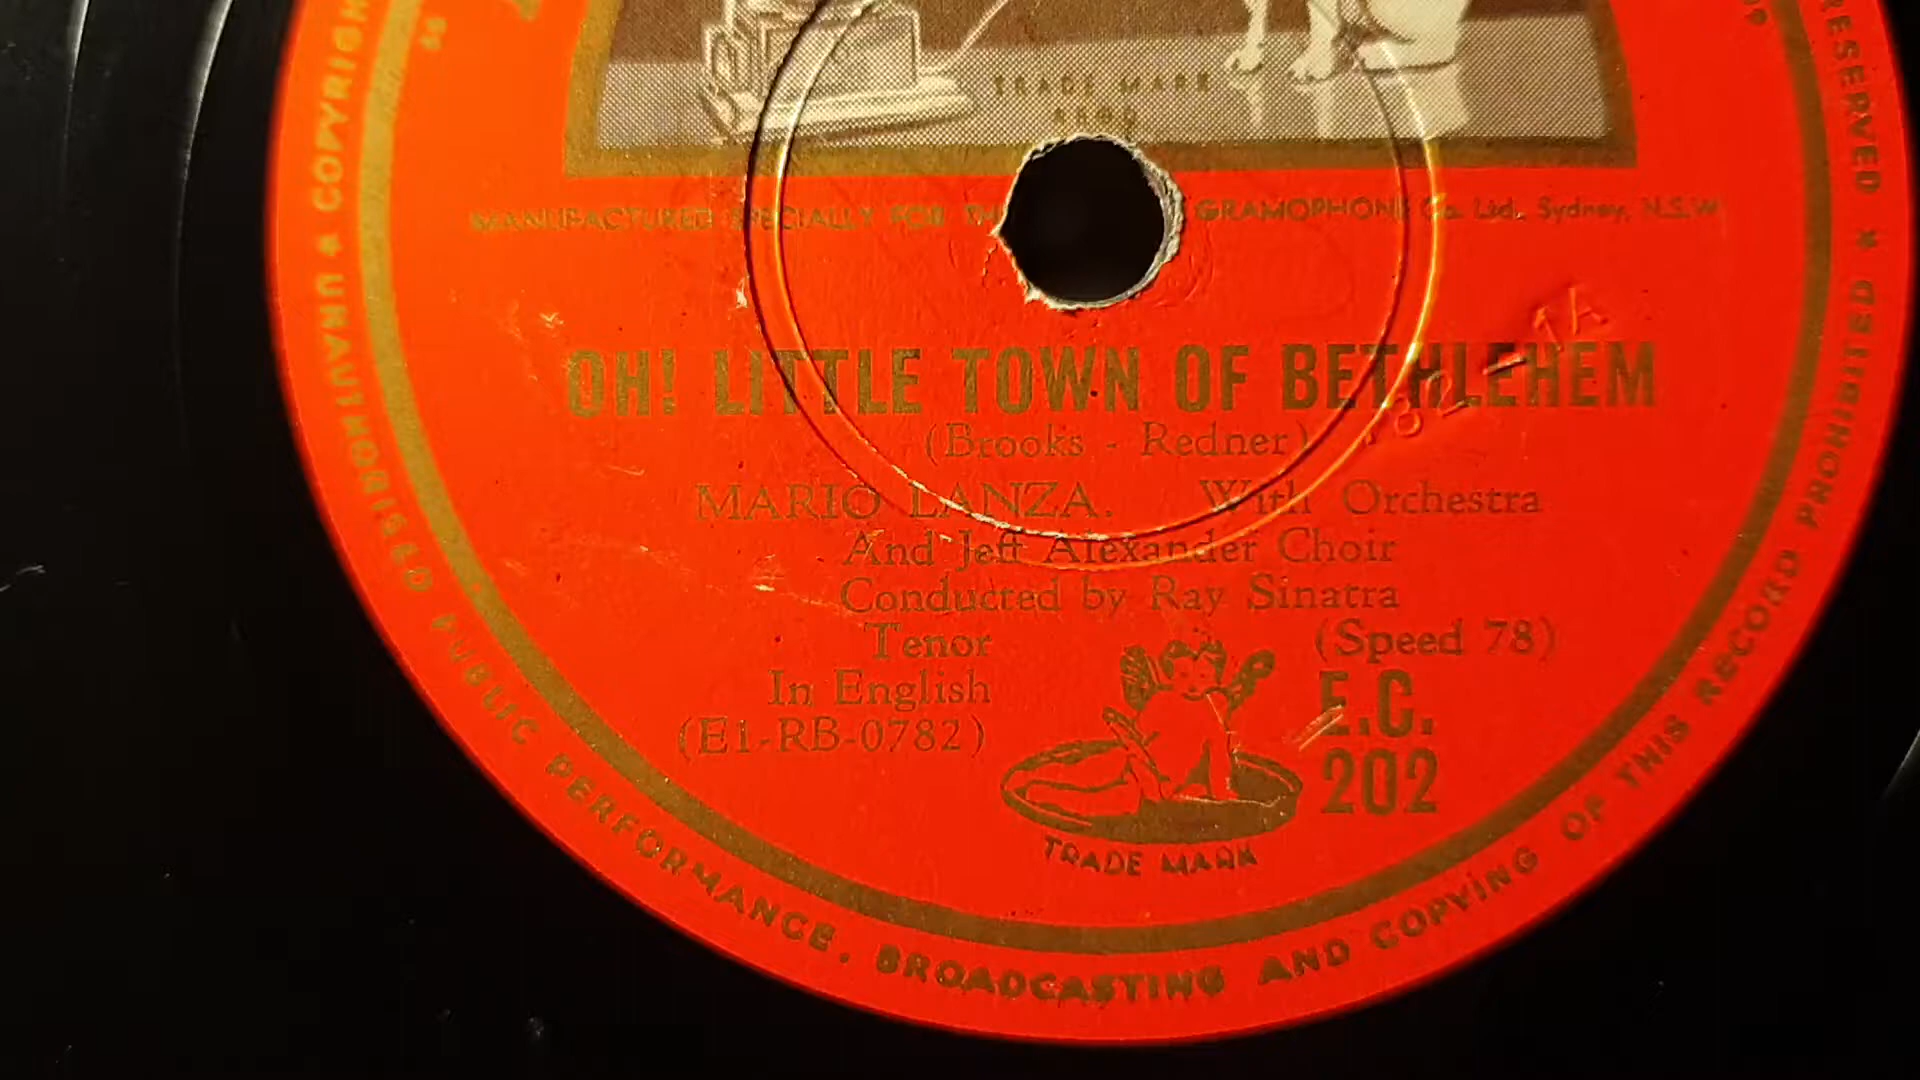 TRADE MARK
MANUFACTURED SPECIALLY FOR GRAMOPHONE Co. Ltd., Sydney, N.S.W.
OH! LITTLE TOWN OF BETHLEHEM
(Brooks - Redner)
MARIO LANZA. With Orchestra
And Jeff Alexander Choir
Conducted by Ray Sinatra
Tenor
(Speed 78)
In English
(E1-RB-0782)
E.C.
202
TRADE MARK
COPYRIGHT ★ UNAUTHORISED PUBLIC PERFORMANCE, BROADCASTING AND COPYING OF THIS RECORD PROHIBITED ★ RESERVED